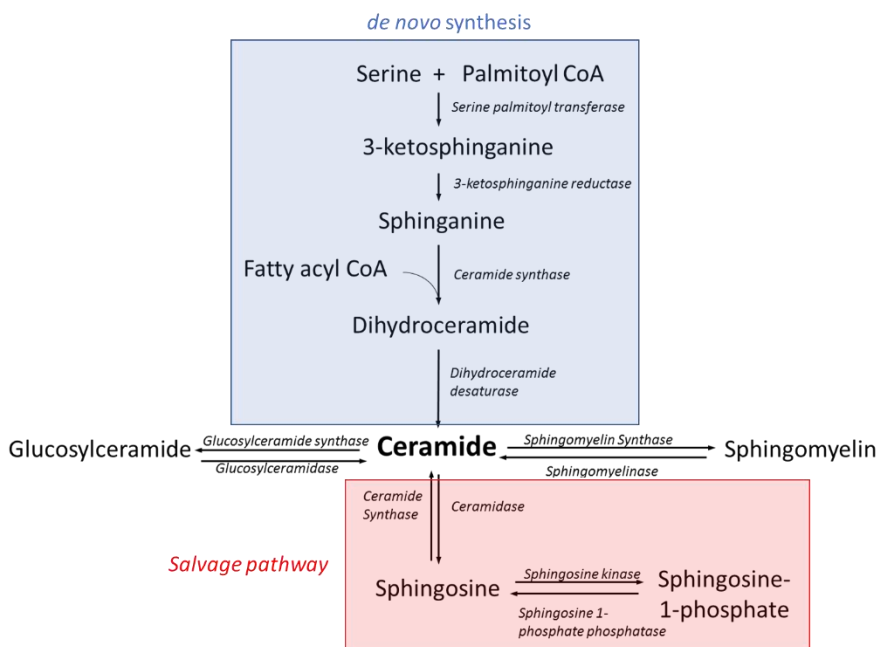 de novo synthesis
Serine + Palmitoyl CoA
Serine palmitoyl transferase
3-ketosphinganine
3-ketosphinganine reductase
Sphinganine
Fatty acyl CoA
Ceramide synthase
Dihydroceramide
Dihydroceramide
desaturase
Glucosylceramide
Glucosylceramide synthase
Glucosylceramidase
Ceramide
Sphingomyelin Synthase
Sphingomyelinase
Sphingomyelin
Ceramide
Synthase
Ceramidase
Salvage pathway
Sphingosine
Sphingosine kinase
Sphingosine 1-
phosphate phosphatase
Sphingosine-
1-phosphate